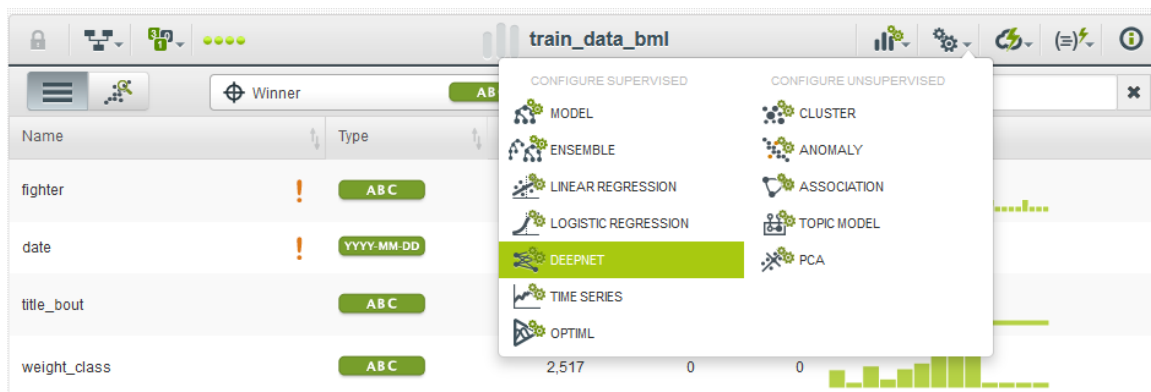 train_data_bml
(≡)
Winner
AB
CONFIGURE SUPERVISED
MODEL
ENSEMBLE
LINEAR REGRESSION
LOGISTIC REGRESSION
DEEPNET
TIME SERIES
OPTIML
CONFIGURE UNSUPERVISED
CLUSTER
ANOMALY
ASSOCIATION
TOPIC MODEL
PCA
Name Type
fighter ! ABC
date ! YYYY-MM-DD
title_bout ABC
weight_class ABC 2,517 0 0